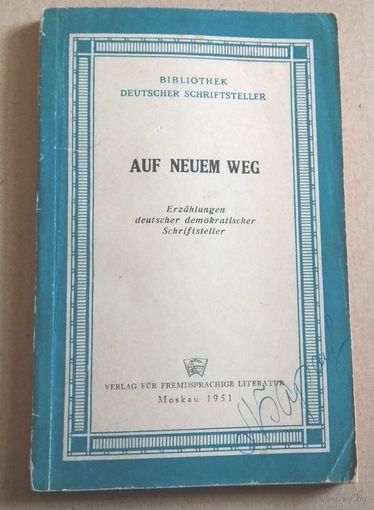 BIBLIOTHEK
DEUTSCHER SCHRIFTSTELLER
AUF NEUEM WEG
Erzählungen
deutscher demokratischer
Schriftsteller
VERLAG FÜR FREMDSPRACHIGE LITERATUR
Moskau 1951